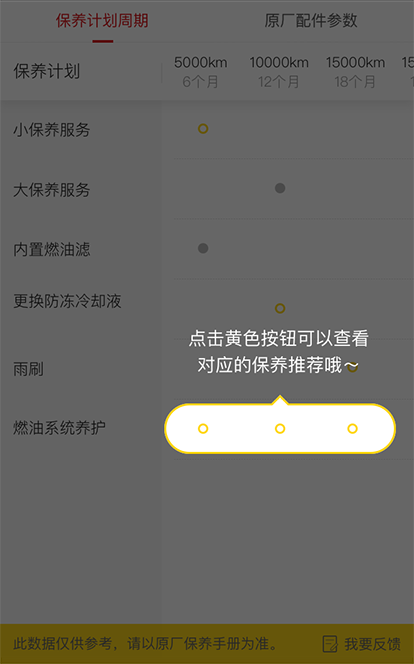 保养计划周期 原厂配件参数
保养计划 5000km 10000km 15000km 15
6个月 12个月 18个月 1
小保养服务
大保养服务
内置燃油滤
更换防冻冷却液
点击黄色按钮可以查看
对应的保养推荐哦～
雨刷
燃油系统养护
此数据仅供参考，请以原厂保养手册为准。 我要反馈